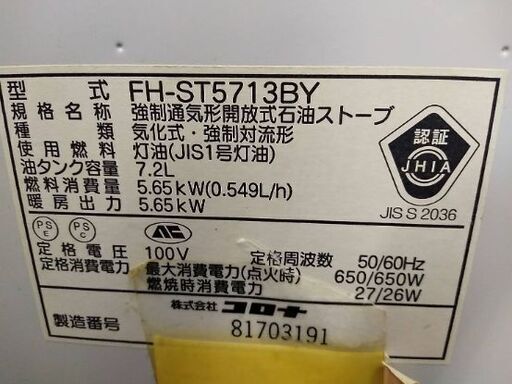 型式 FH-ST5713BY
規格名称 強制通気形開放式石油ストーブ
種類 気化式・強制対流形
使用燃料 灯油(JIS1号灯油)
油タンク容量 7.2L
燃料消費量 5.65kW(0.549L/h)
暖房出力 5.65kW
認証
JHIA
JIS S 2036
PS E
PS C
定格電圧 100V 定格周波数 50/60Hz
定格消費電力 最大消費電力(点火時) 650/650W
燃焼時消費電力 27/26W
株式会社コロナ
製造番号 81703191